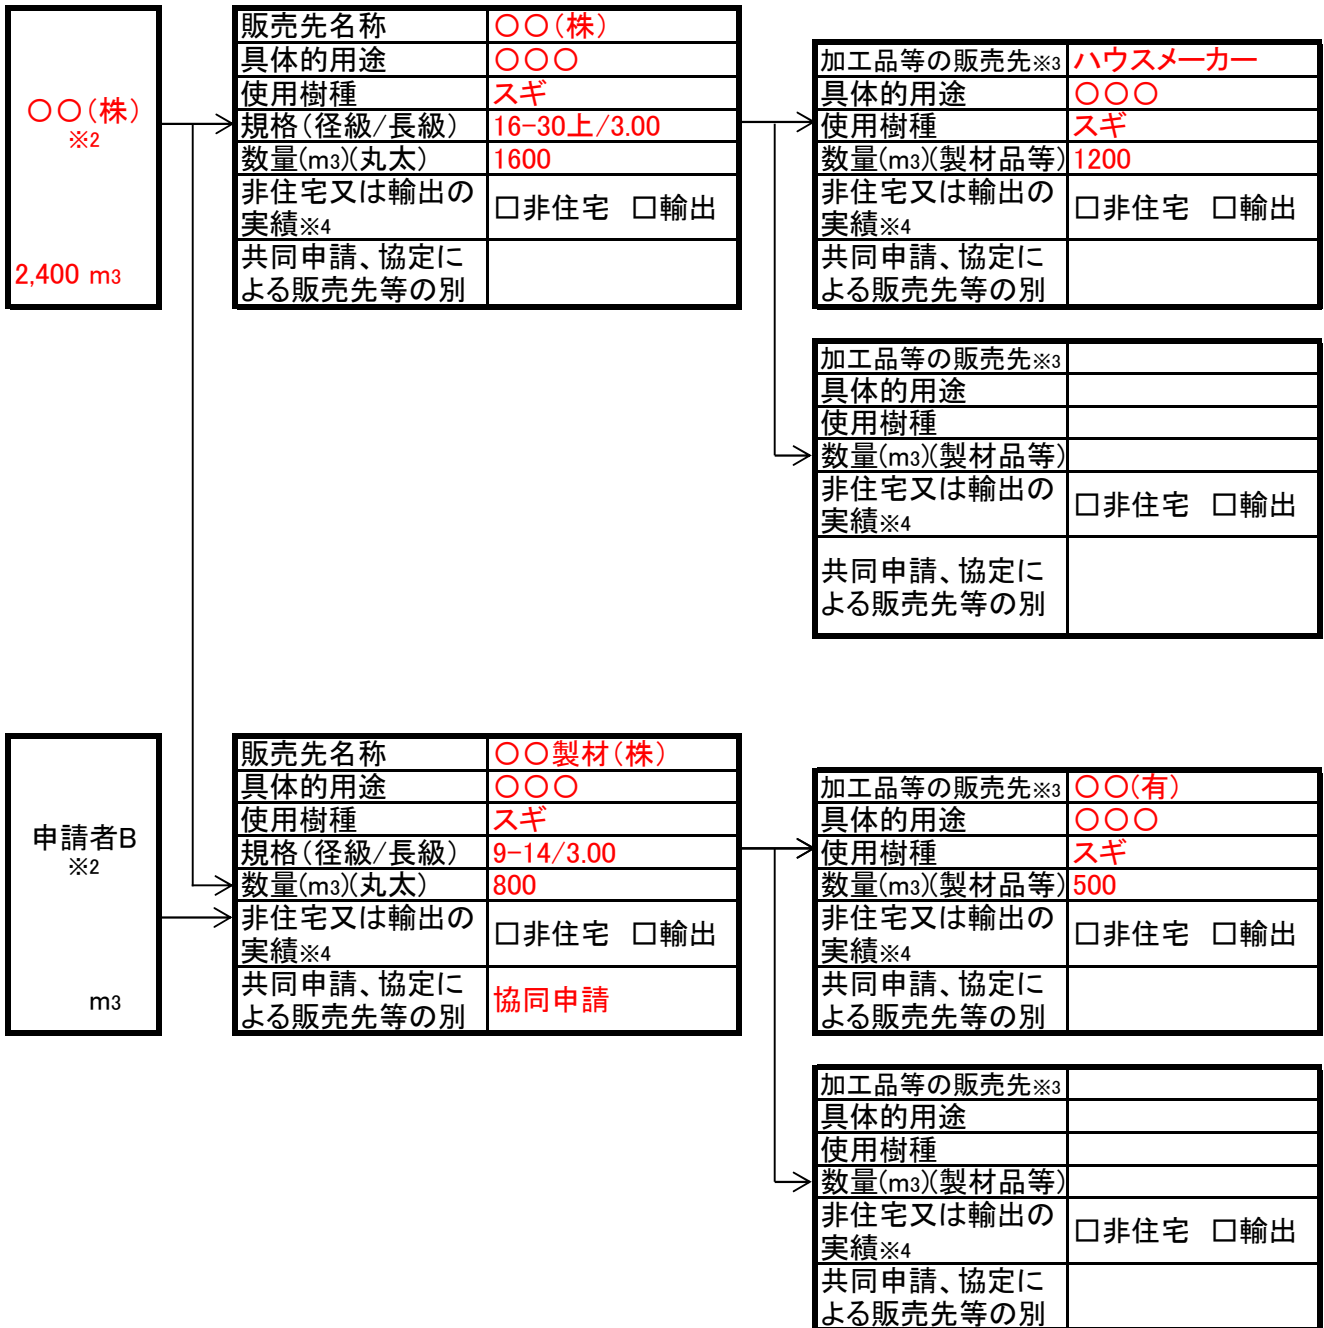 〇〇(株)
※2
2,400 m3
販売先名称 〇〇(株)
具体的用途 〇〇〇
使用樹種 スギ
規格(径級/長級) 16-30上/3.00
数量(m3)(丸太) 1600
非住宅又は輸出の
実績※4 □非住宅 □輸出
共同申請、協定に
よる販売先等の別
加工品等の販売先※3 ハウスメーカー
具体的用途 〇〇〇
使用樹種 スギ
数量(m3)(製材品等) 1200
非住宅又は輸出の
実績※4 □非住宅 □輸出
共同申請、協定に
よる販売先等の別
加工品等の販売先※3
具体的用途
使用樹種
数量(m3)(製材品等)
非住宅又は輸出の
実績※4 □非住宅 □輸出
共同申請、協定に
よる販売先等の別
申請者B
※2
m3
販売先名称 〇〇製材(株)
具体的用途 〇〇〇
使用樹種 スギ
規格(径級/長級) 9-14/3.00
数量(m3)(丸太) 800
非住宅又は輸出の
実績※4 □非住宅 □輸出
共同申請、協定に
よる販売先等の別 協同申請
加工品等の販売先※3 〇〇(有)
具体的用途 〇〇〇
使用樹種 スギ
数量(m3)(製材品等) 500
非住宅又は輸出の
実績※4 □非住宅 □輸出
共同申請、協定に
よる販売先等の別
加工品等の販売先※3
具体的用途
使用樹種
数量(m3)(製材品等)
非住宅又は輸出の
実績※4 □非住宅 □輸出
共同申請、協定に
よる販売先等の別